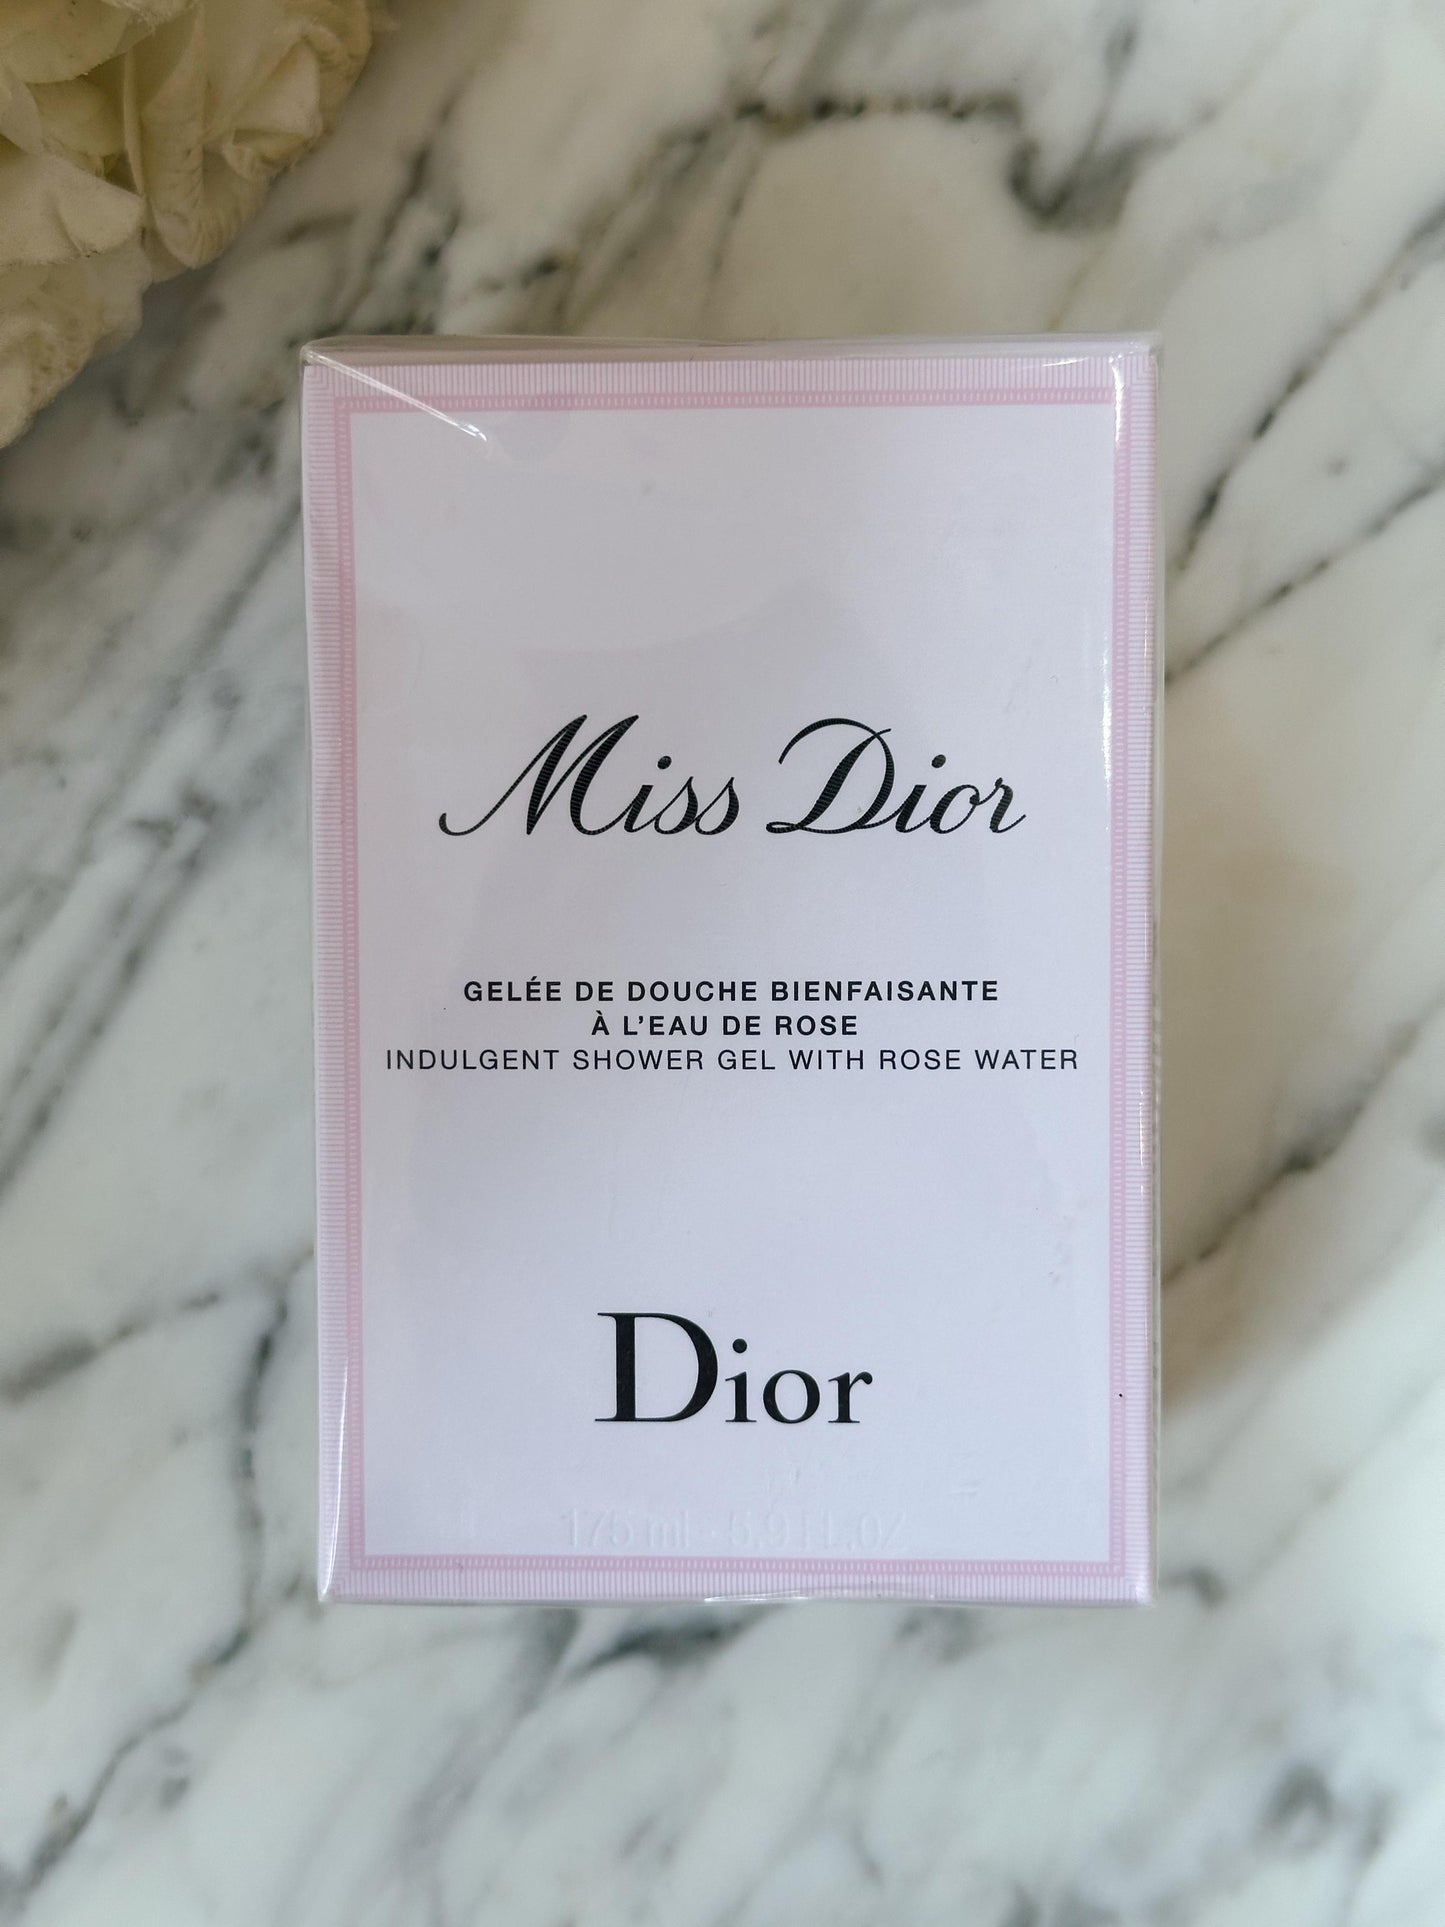 Miss Dior
GELÉE DE DOUCHE BIENFAISANTE
À L'EAU DE ROSE
INDULGENT SHOWER GEL WITH ROSE WATER
Dior
175 ml · 5.9 FL.OZ